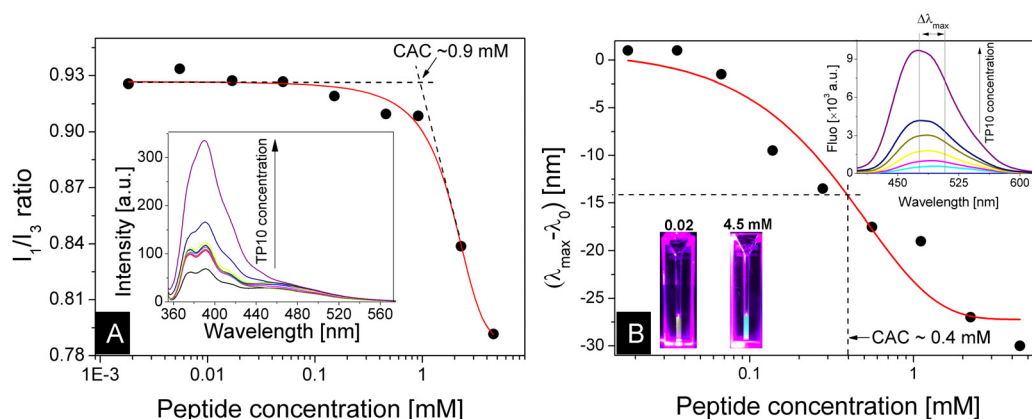 A
CAC ~0.9 mM
0.93
0.90
0.87
0.84
0.81
0.78
I1/I3 ratio
1E-3
0.01
0.1
1
Peptide concentration [mM]
300
200
100
0
Intensity [a.u.]
TP10 concentration
360
400
440
480
520
560
Wavelength [nm]
A
B
0
-5
-10
-15
-20
-25
-30
(λmax-λ0) [nm]
Δλmax
9
6
3
0
Fluo [×10³ a.u.]
TP10 concentration
450
525
600
Wavelength [nm]
0.02
4.5 mM
B
CAC ~ 0.4 mM
0.1
1
Peptide concentration [mM]